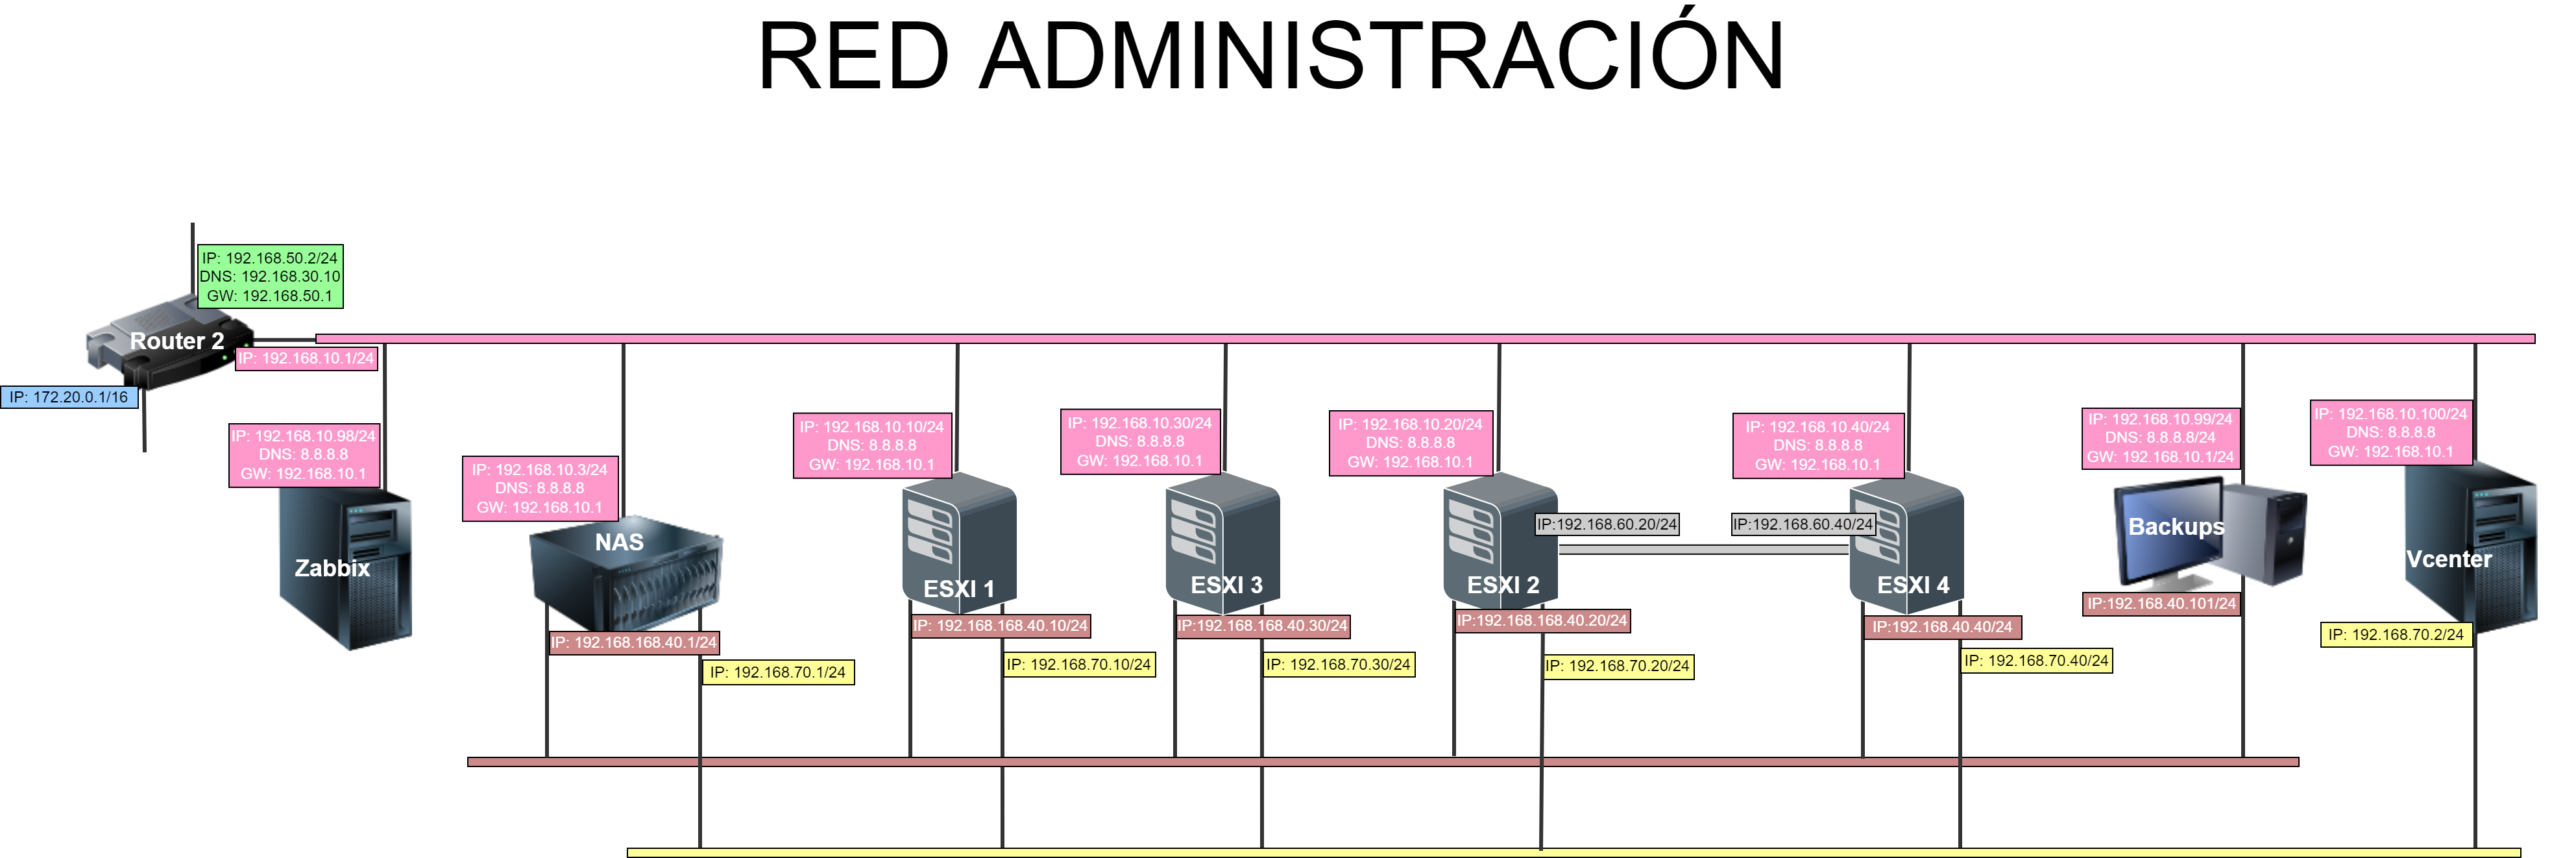 RED ADMINISTRACIÓN
IP: 192.168.50.2/24
DNS: 192.168.30.10
GW: 192.168.50.1
Router 2
IP: 192.168.10.1/24
IP: 172.20.0.1/16
IP: 192.168.10.98/24
DNS: 8.8.8.8
GW: 192.168.10.1
Zabbix
IP: 192.168.10.3/24
DNS: 8.8.8.8
GW: 192.168.10.1
NAS
IP: 192.168.168.40.1/24
IP: 192.168.70.1/24
IP: 192.168.10.10/24
DNS: 8.8.8.8
GW: 192.168.10.1
ESXI 1
IP: 192.168.168.40.10/24
IP: 192.168.70.10/24
IP: 192.168.10.30/24
DNS: 8.8.8.8
GW: 192.168.10.1
ESXI 3
IP:192.168.168.40.30/24
IP: 192.168.70.30/24
IP: 192.168.10.20/24
DNS: 8.8.8.8
GW: 192.168.10.1
IP:192.168.60.20/24
ESXI 2
IP:192.168.168.40.20/24
IP: 192.168.70.20/24
IP: 192.168.10.40/24
DNS: 8.8.8.8
GW: 192.168.10.1
IP:192.168.60.40/24
ESXI 4
IP:192.168.40.40/24
IP: 192.168.70.40/24
IP: 192.168.10.99/24
DNS: 8.8.8.8/24
GW: 192.168.10.1/24
Backups
IP:192.168.40.101/24
IP: 192.168.10.100/24
DNS: 8.8.8.8
GW: 192.168.10.1
Vcenter
IP: 192.168.70.2/24